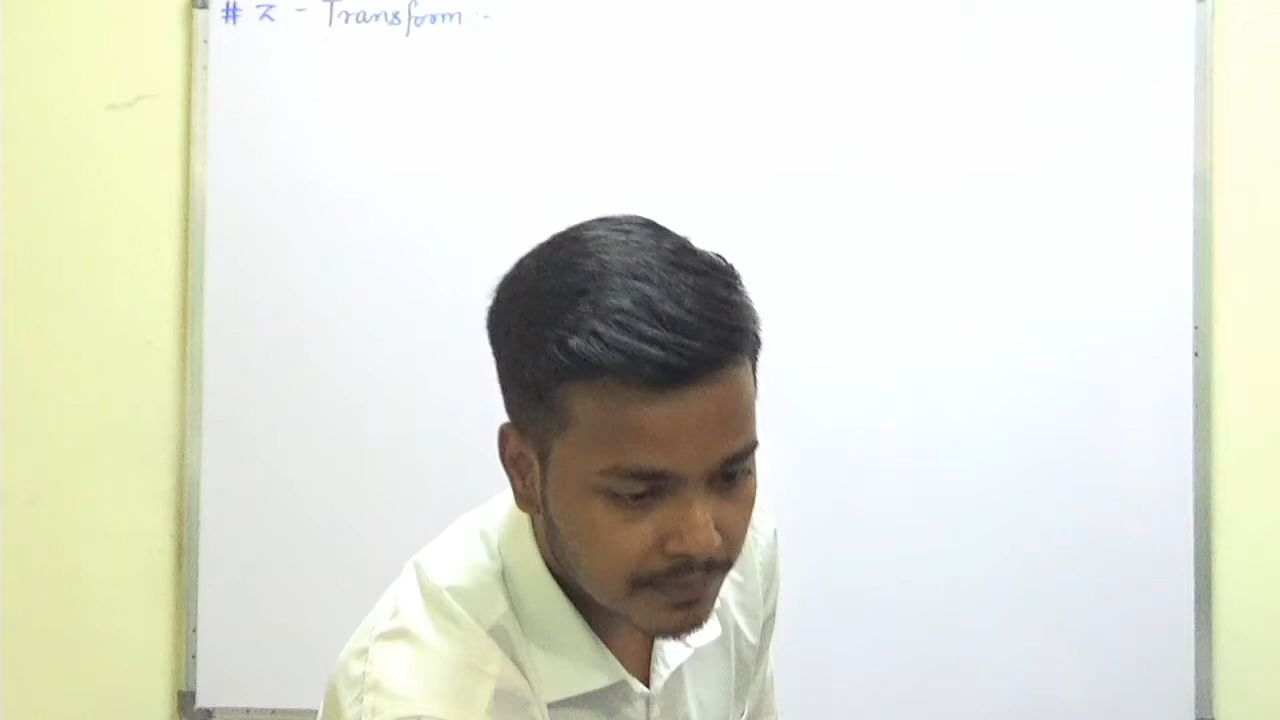 # Z - Transform :-